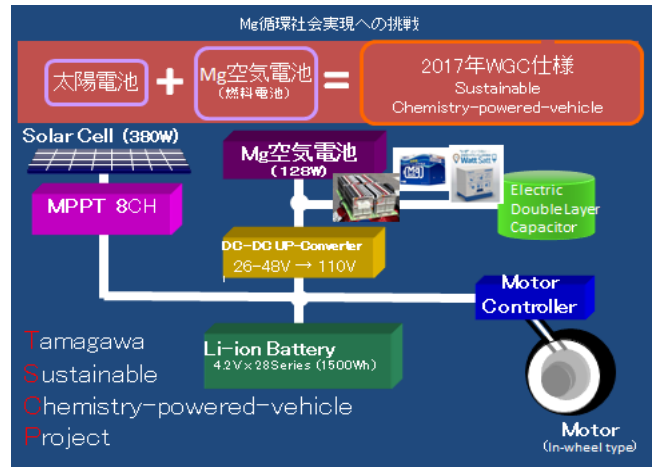 Mg循環社会実現への挑戦
太陽電池
+
Mg空気電池
(燃料電池)
=
2017年WGC仕様
Sustainable
Chemistry-powered-vehicle
Solar Cell (380W)
MPPT 8CH
Mg空気電池
(128W)
Mg
Watt Satt
Electric
Double Layer
Capacitor
DC-DC UP-Converter
26-48V → 110V
Motor
Controller
Li-ion Battery
4.2V×28Series (1500Wh)
Tamagawa
Sustainable
Chemistry-powered-vehicle
Project
Motor
(In-wheel type)